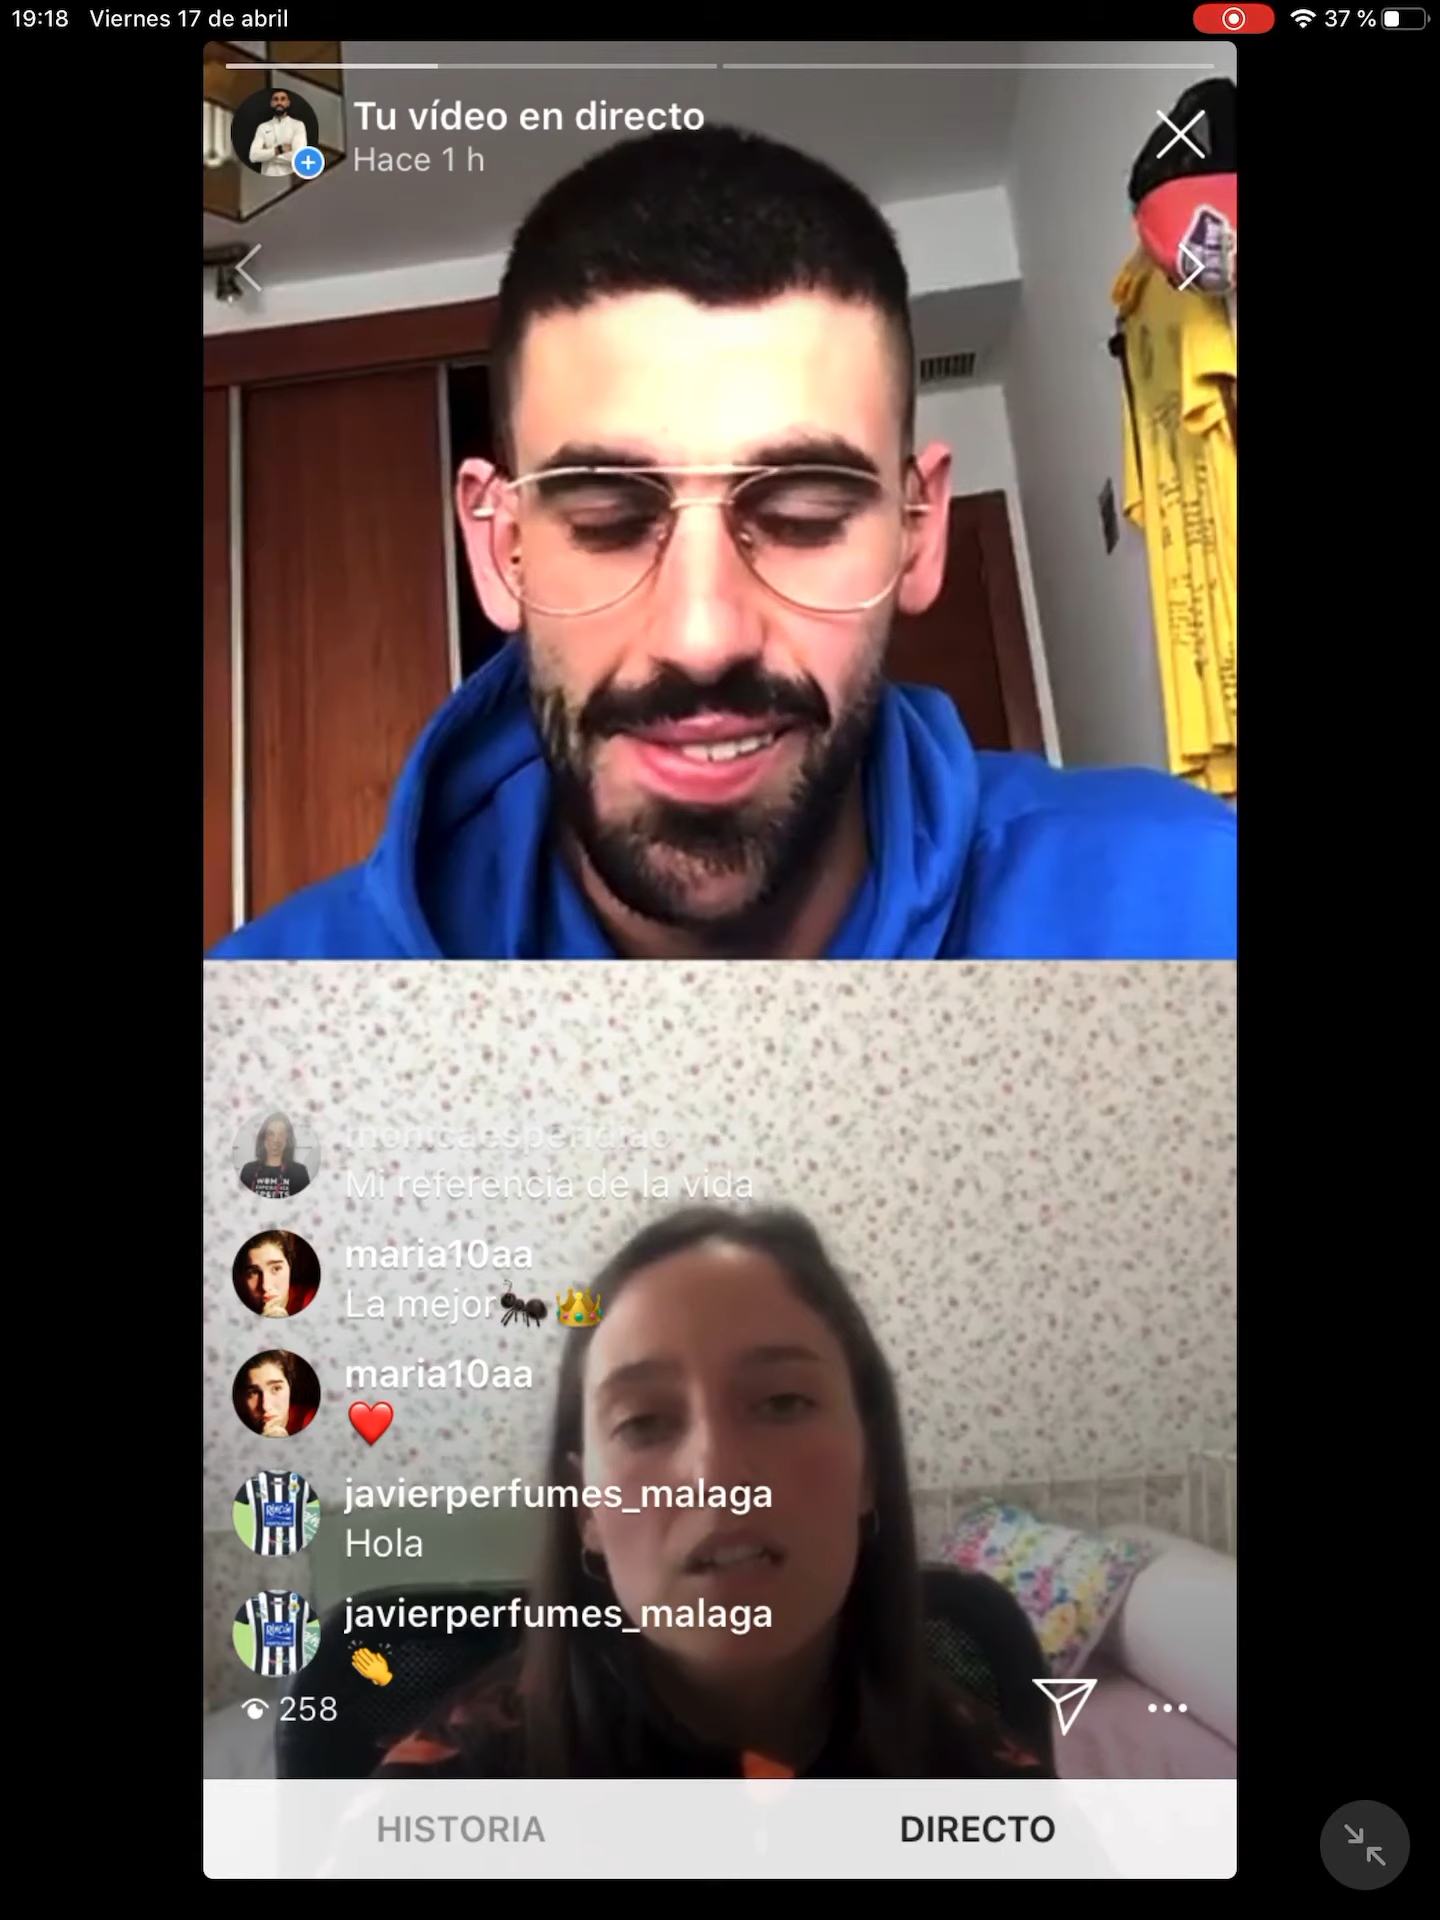 19:18 Viernes 17 de abril
37 %
Tu vídeo en directo
Hace 1 h
monicaesperidiao
Mi referencia de la vida
maria10aa
La mejor🐜👑
maria10aa
❤️
javierperfumes_malaga
Hola
javierperfumes_malaga
👏
258
HISTORIA
DIRECTO